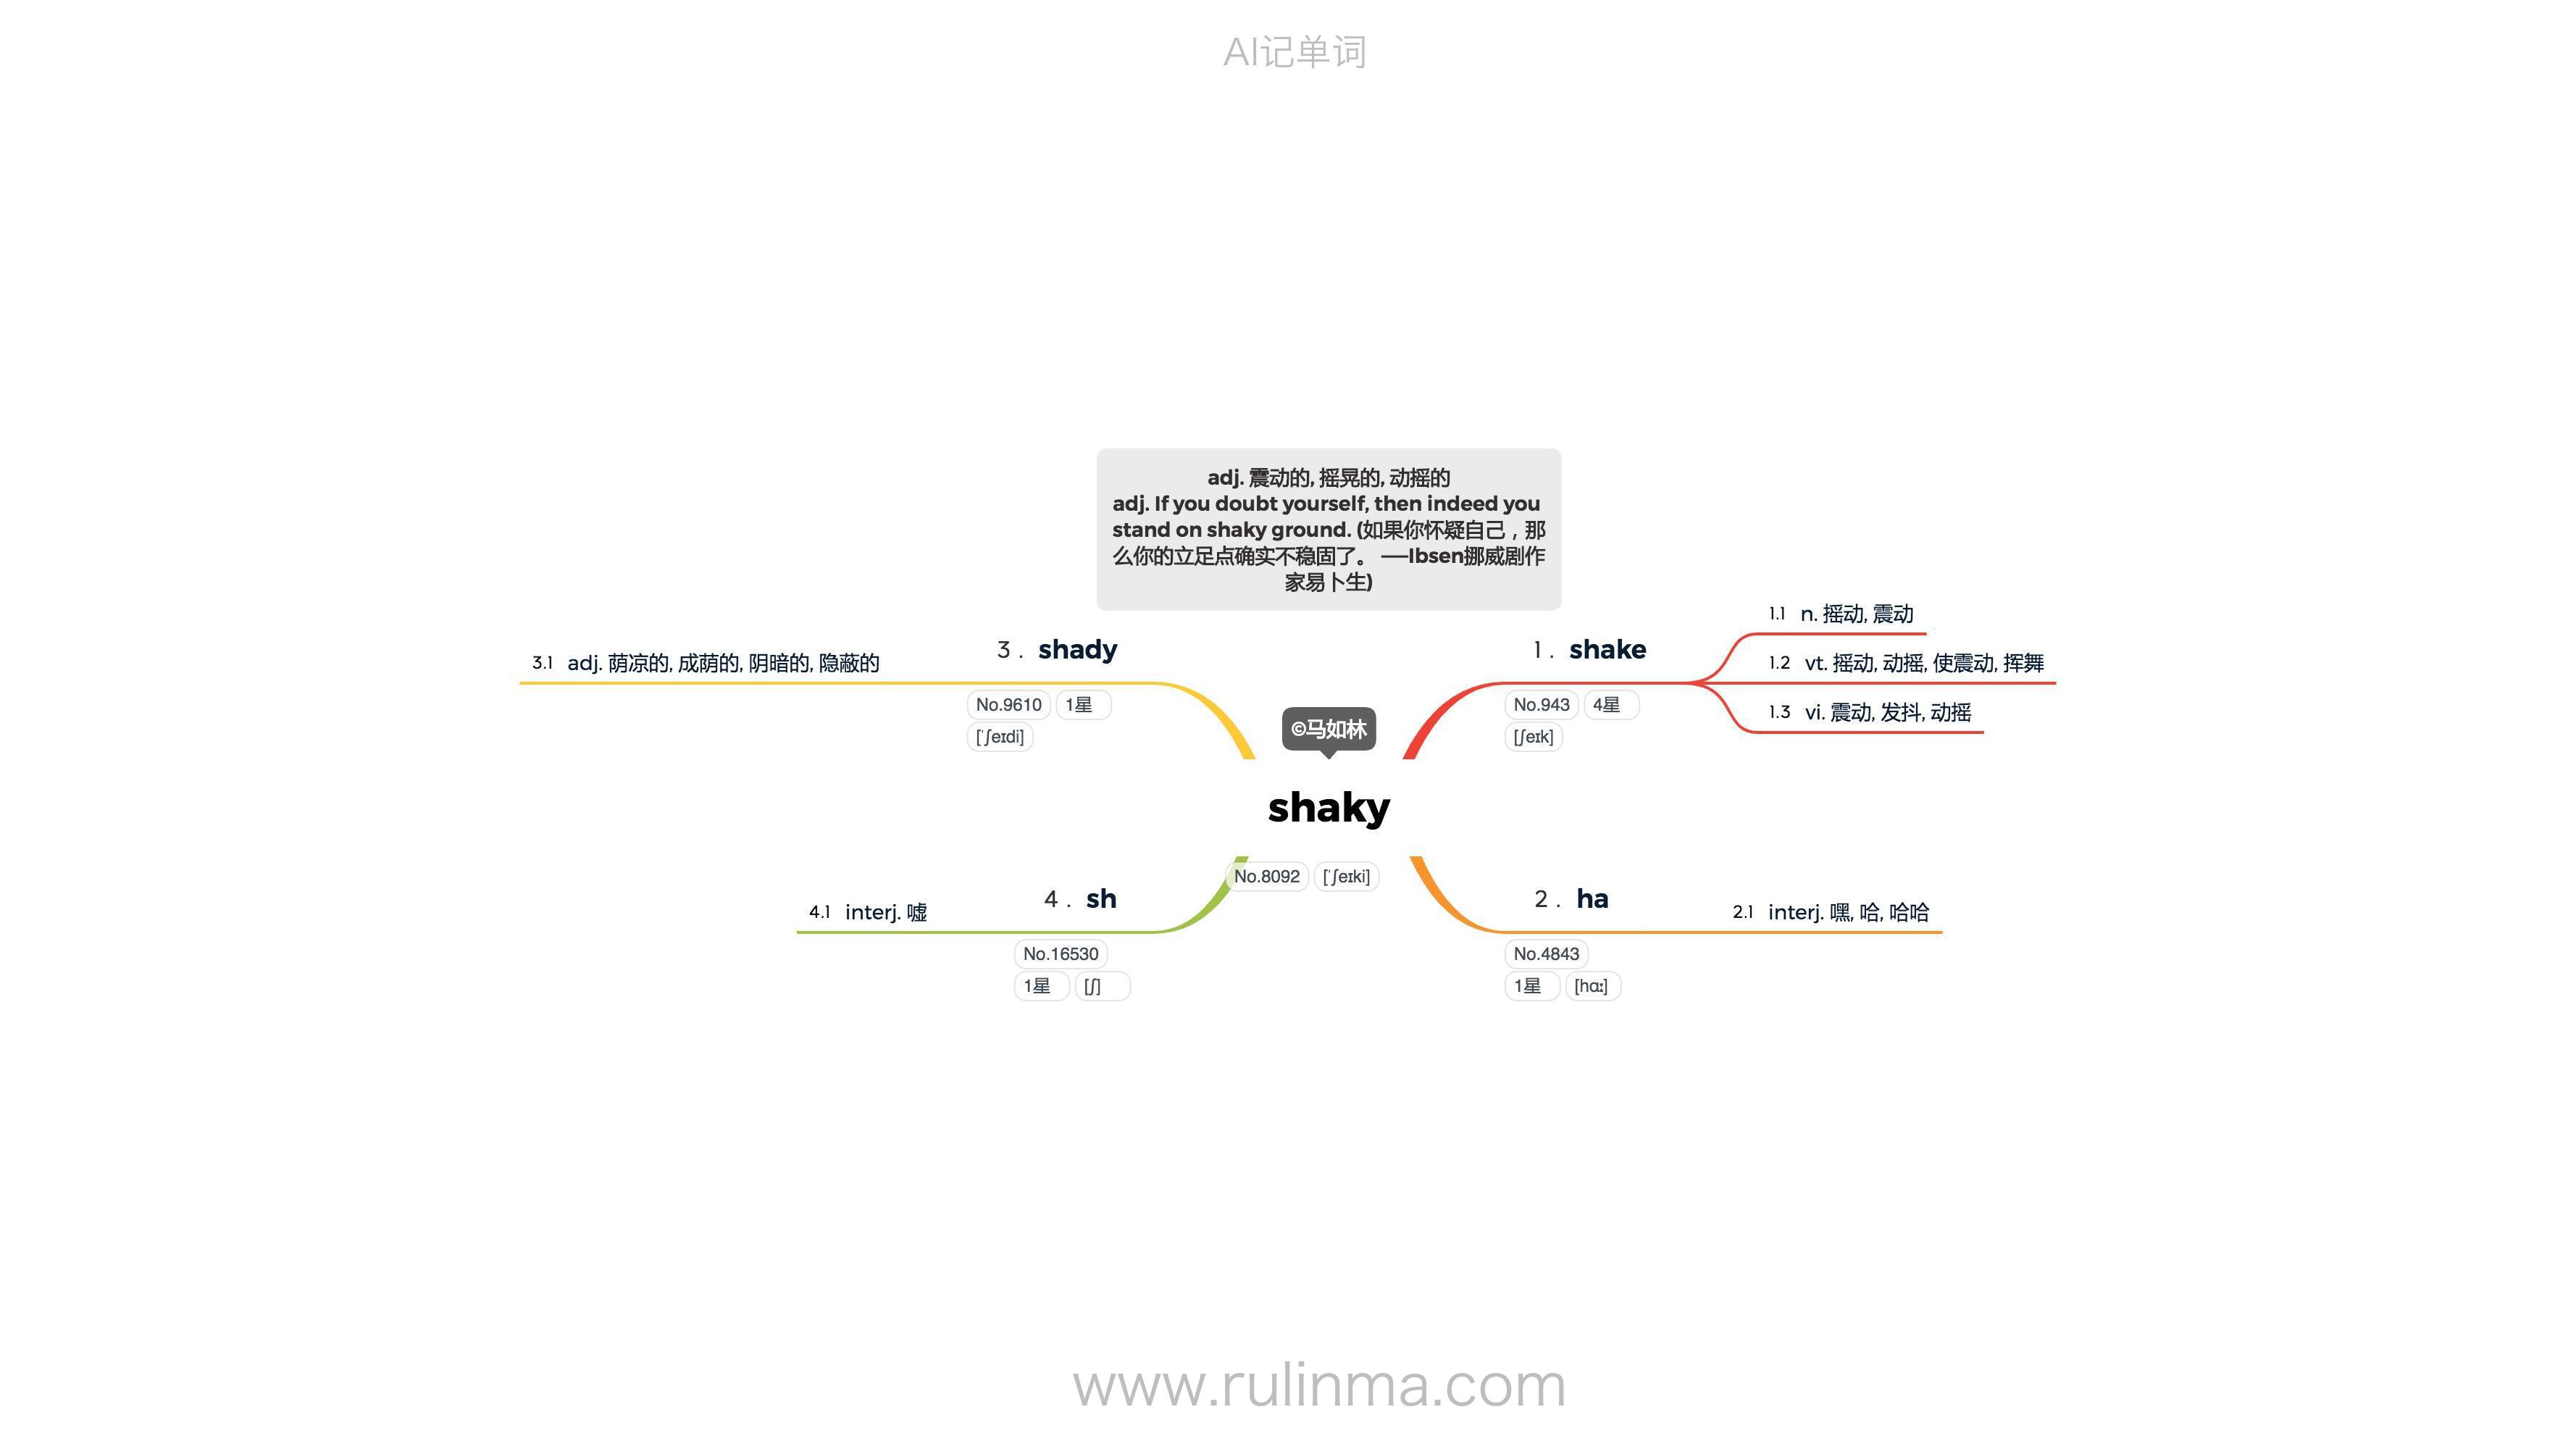 AI记单词
adj. 震动的, 摇晃的, 动摇的
adj. If you doubt yourself, then indeed you
stand on shaky ground. (如果你怀疑自己，那
么你的立足点确实不稳固了。 —Ibsen挪威剧作
家易卜生)
©马如林
shaky
No.8092 [ˈʃeɪki]
1. shake
No.943 4星
[ʃeɪk]
1.1 n. 摇动, 震动
1.2 vt. 摇动, 动摇, 使震动, 挥舞
1.3 vi. 震动, 发抖, 动摇
2. ha
No.4843
1星 [hɑː]
2.1 interj. 嘿, 哈, 哈哈
3. shady
No.9610 1星
[ˈʃeɪdi]
3.1 adj. 荫凉的, 成荫的, 阴暗的, 隐蔽的
4. sh
No.16530
1星 [ʃ]
4.1 interj. 嘘
www.rulinma.com